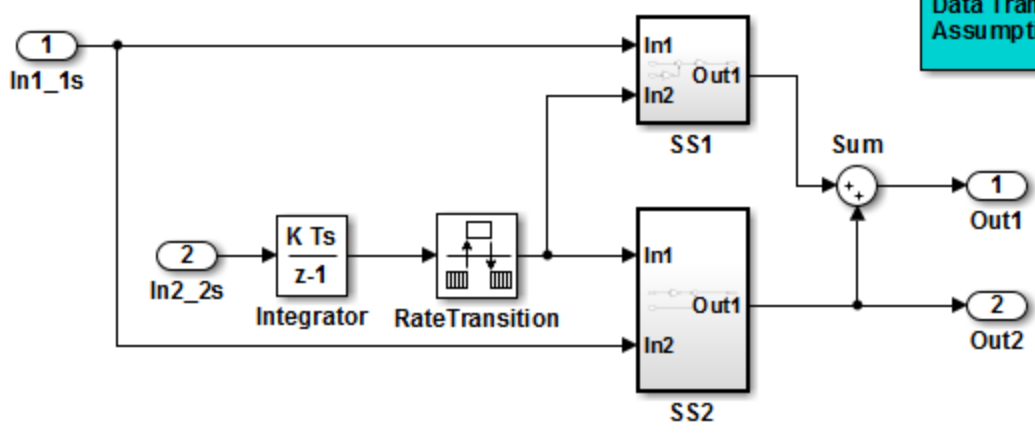 Data
Assumpt
1
In1_1s
In1
Out1
In2
SS1
Sum
+
+
1
Out1
2
In2_2s
K Ts
z-1
Integrator
RateTransition
In1
Out1
In2
SS2
2
Out2